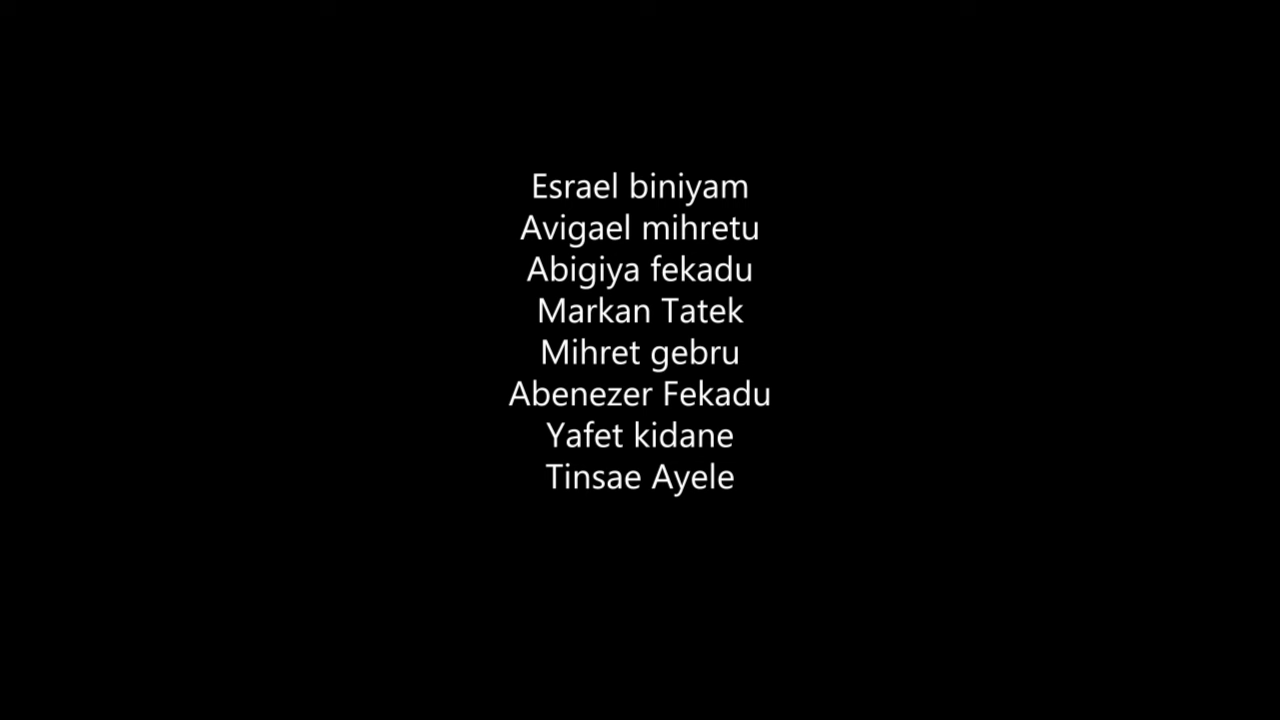 Esrael biniyam
Avigael mihretu
Abigiya fekadu
Markan Tatek
Mihret gebru
Abenezer Fekadu
Yafet kidane
Tinsae Ayele